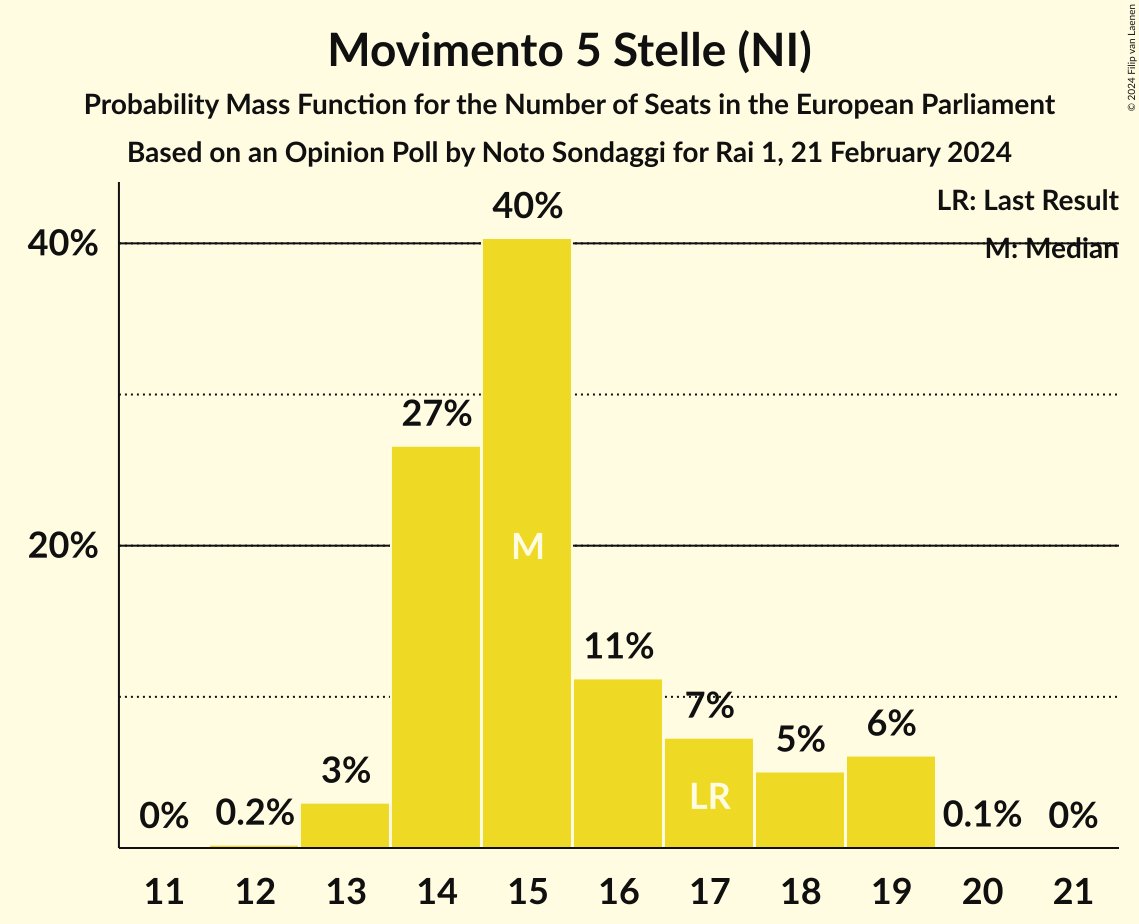 Movimento 5 Stelle (NI)
Probability Mass Function for the Number of Seats in the European Parliament
Based on an Opinion Poll by Noto Sondaggi for Rai 1, 21 February 2024
© 2024 Filip van Laenen
LR: Last Result
M: Median
40%
20%
0%
0.2%
3%
27%
40%
11%
7%
5%
6%
0.1%
0%
M
LR
11 12 13 14 15 16 17 18 19 20 21